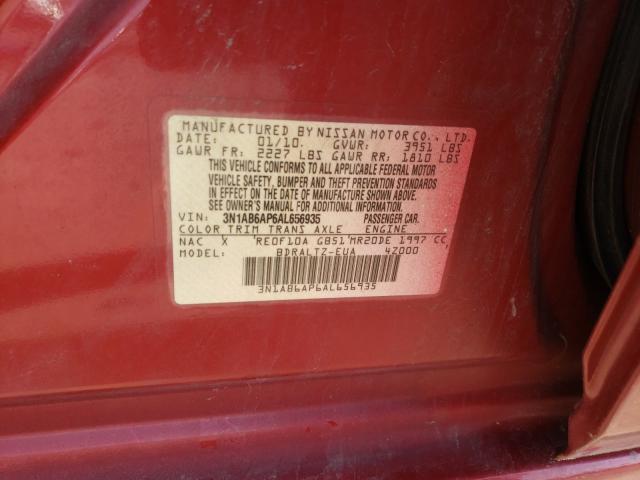 MANUFACTURED BY NISSAN MOTOR CO., LTD.
DATE: 01/10. GVWR: 3951 LBS
GAWR FR: 2227 LBS GAWR RR: 1810 LBS
THIS VEHICLE CONFORMS TO ALL APPLICABLE FEDERAL MOTOR
VEHICLE SAFETY, BUMPER AND THEFT PREVENTION STANDARDS
IN EFFECT ON THE DATE OF MANUFACTURE SHOWN ABOVE.
SEE OWNER'S MANUAL FOR ADDITIONAL INFORMATION.
VIN: 3N1AB6AP6AL656935 PASSENGER CAR.
COLOR TRIM TRANS AXLE ENGINE
NAC X RE0F10A GB51 MR20DE 1997 CC
MODEL: BDRALTZ-EUA 4Z000
3N1AB6AP6AL656935